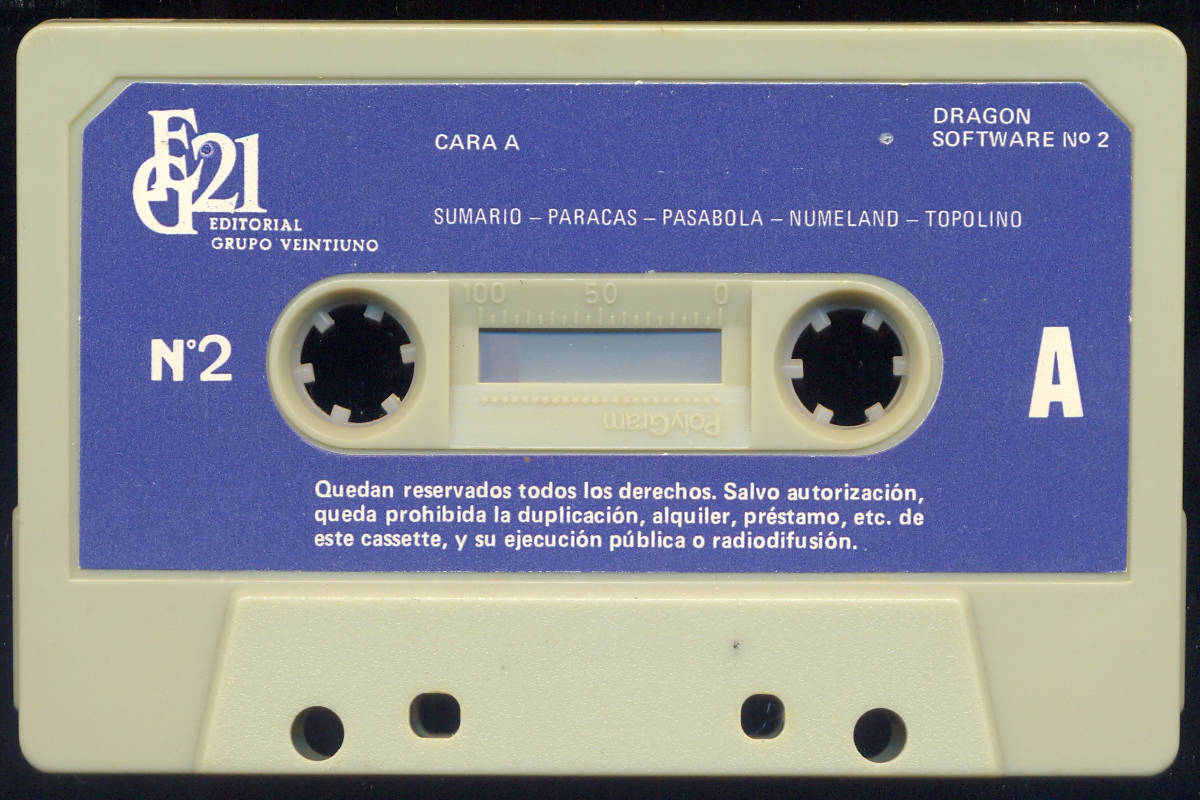 EG21
EDITORIAL
GRUPO VEINTIUNO
CARA A
DRAGON
SOFTWARE Nº 2
SUMARIO – PARACAS – PASABOLA – NUMELAND – TOPOLINO
100 50 0
Nº2
A
PolyGram
Quedan reservados todos los derechos. Salvo autorización,
queda prohibida la duplicación, alquiler, préstamo, etc. de
este cassette, y su ejecución pública o radiodifusión.